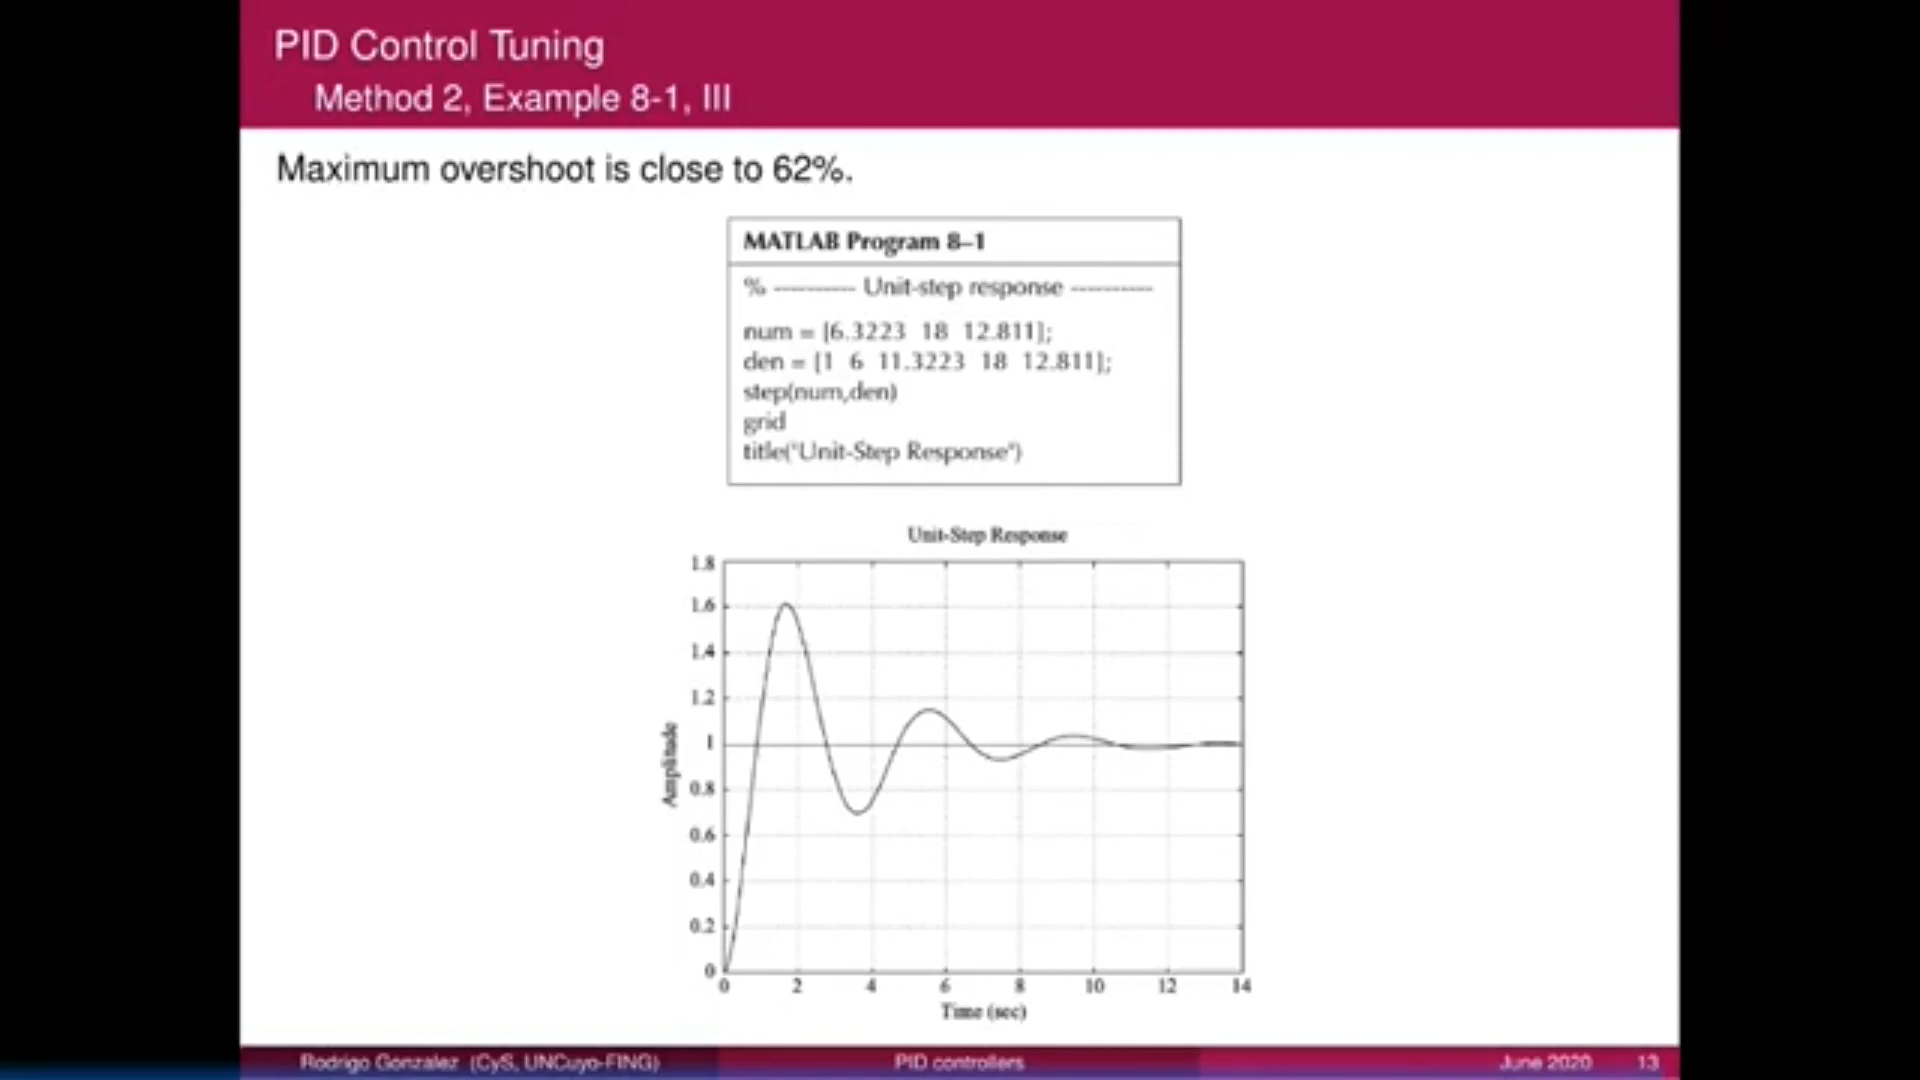 PID Control Tuning
Method 2, Example 8-1, III
Maximum overshoot is close to 62%.
MATLAB Program 8–1
% ---------- Unit-step response ----------
num = [6.3223 18 12.811];
den = [1 6 11.3223 18 12.811];
step(num,den)
grid
title('Unit-Step Response')
Unit-Step Response
1.8
1.6
1.4
1.2
1
0.8
0.6
0.4
0.2
0
Amplitude
0 2 4 6 8 10 12 14
Time (sec)
Rodrigo Gonzalez (CyS, UNCuyo-FING) PID controllers June 2020 13